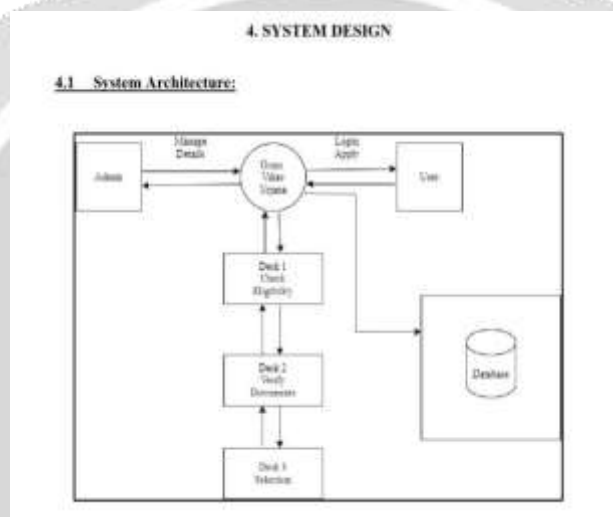 4. SYSTEM DESIGN
4.1 System Architecture:
Manage
Details
Login
Apply
Admin
User
Desk 1
Check
Eligibility
Desk 2
Verify
Documents
Database
Desk 3
Selection